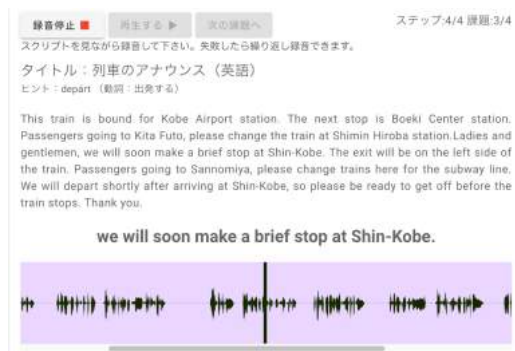 録音停止 ■ 再生する ▶ 次の課題へ ステップ:4/4 課題:3/4
スクリプトを見ながら録音して下さい。失敗したら繰り返し録音できます。
タイトル：列車のアナウンス（英語）
ヒント：depart （動詞：出発する）
This train is bound for Kobe Airport station. The next stop is Boeki Center station.
Passengers going to Kita Futo, please change the train at Shimin Hiroba station.Ladies and
gentlemen, we will soon make a brief stop at Shin-Kobe. The exit will be on the left side of
the train. Passengers going to Sannomiya, please change trains here for the subway line.
We will depart shortly after arriving at Shin-Kobe, so please be ready to get off before the
train stops. Thank you.
we will soon make a brief stop at Shin-Kobe.